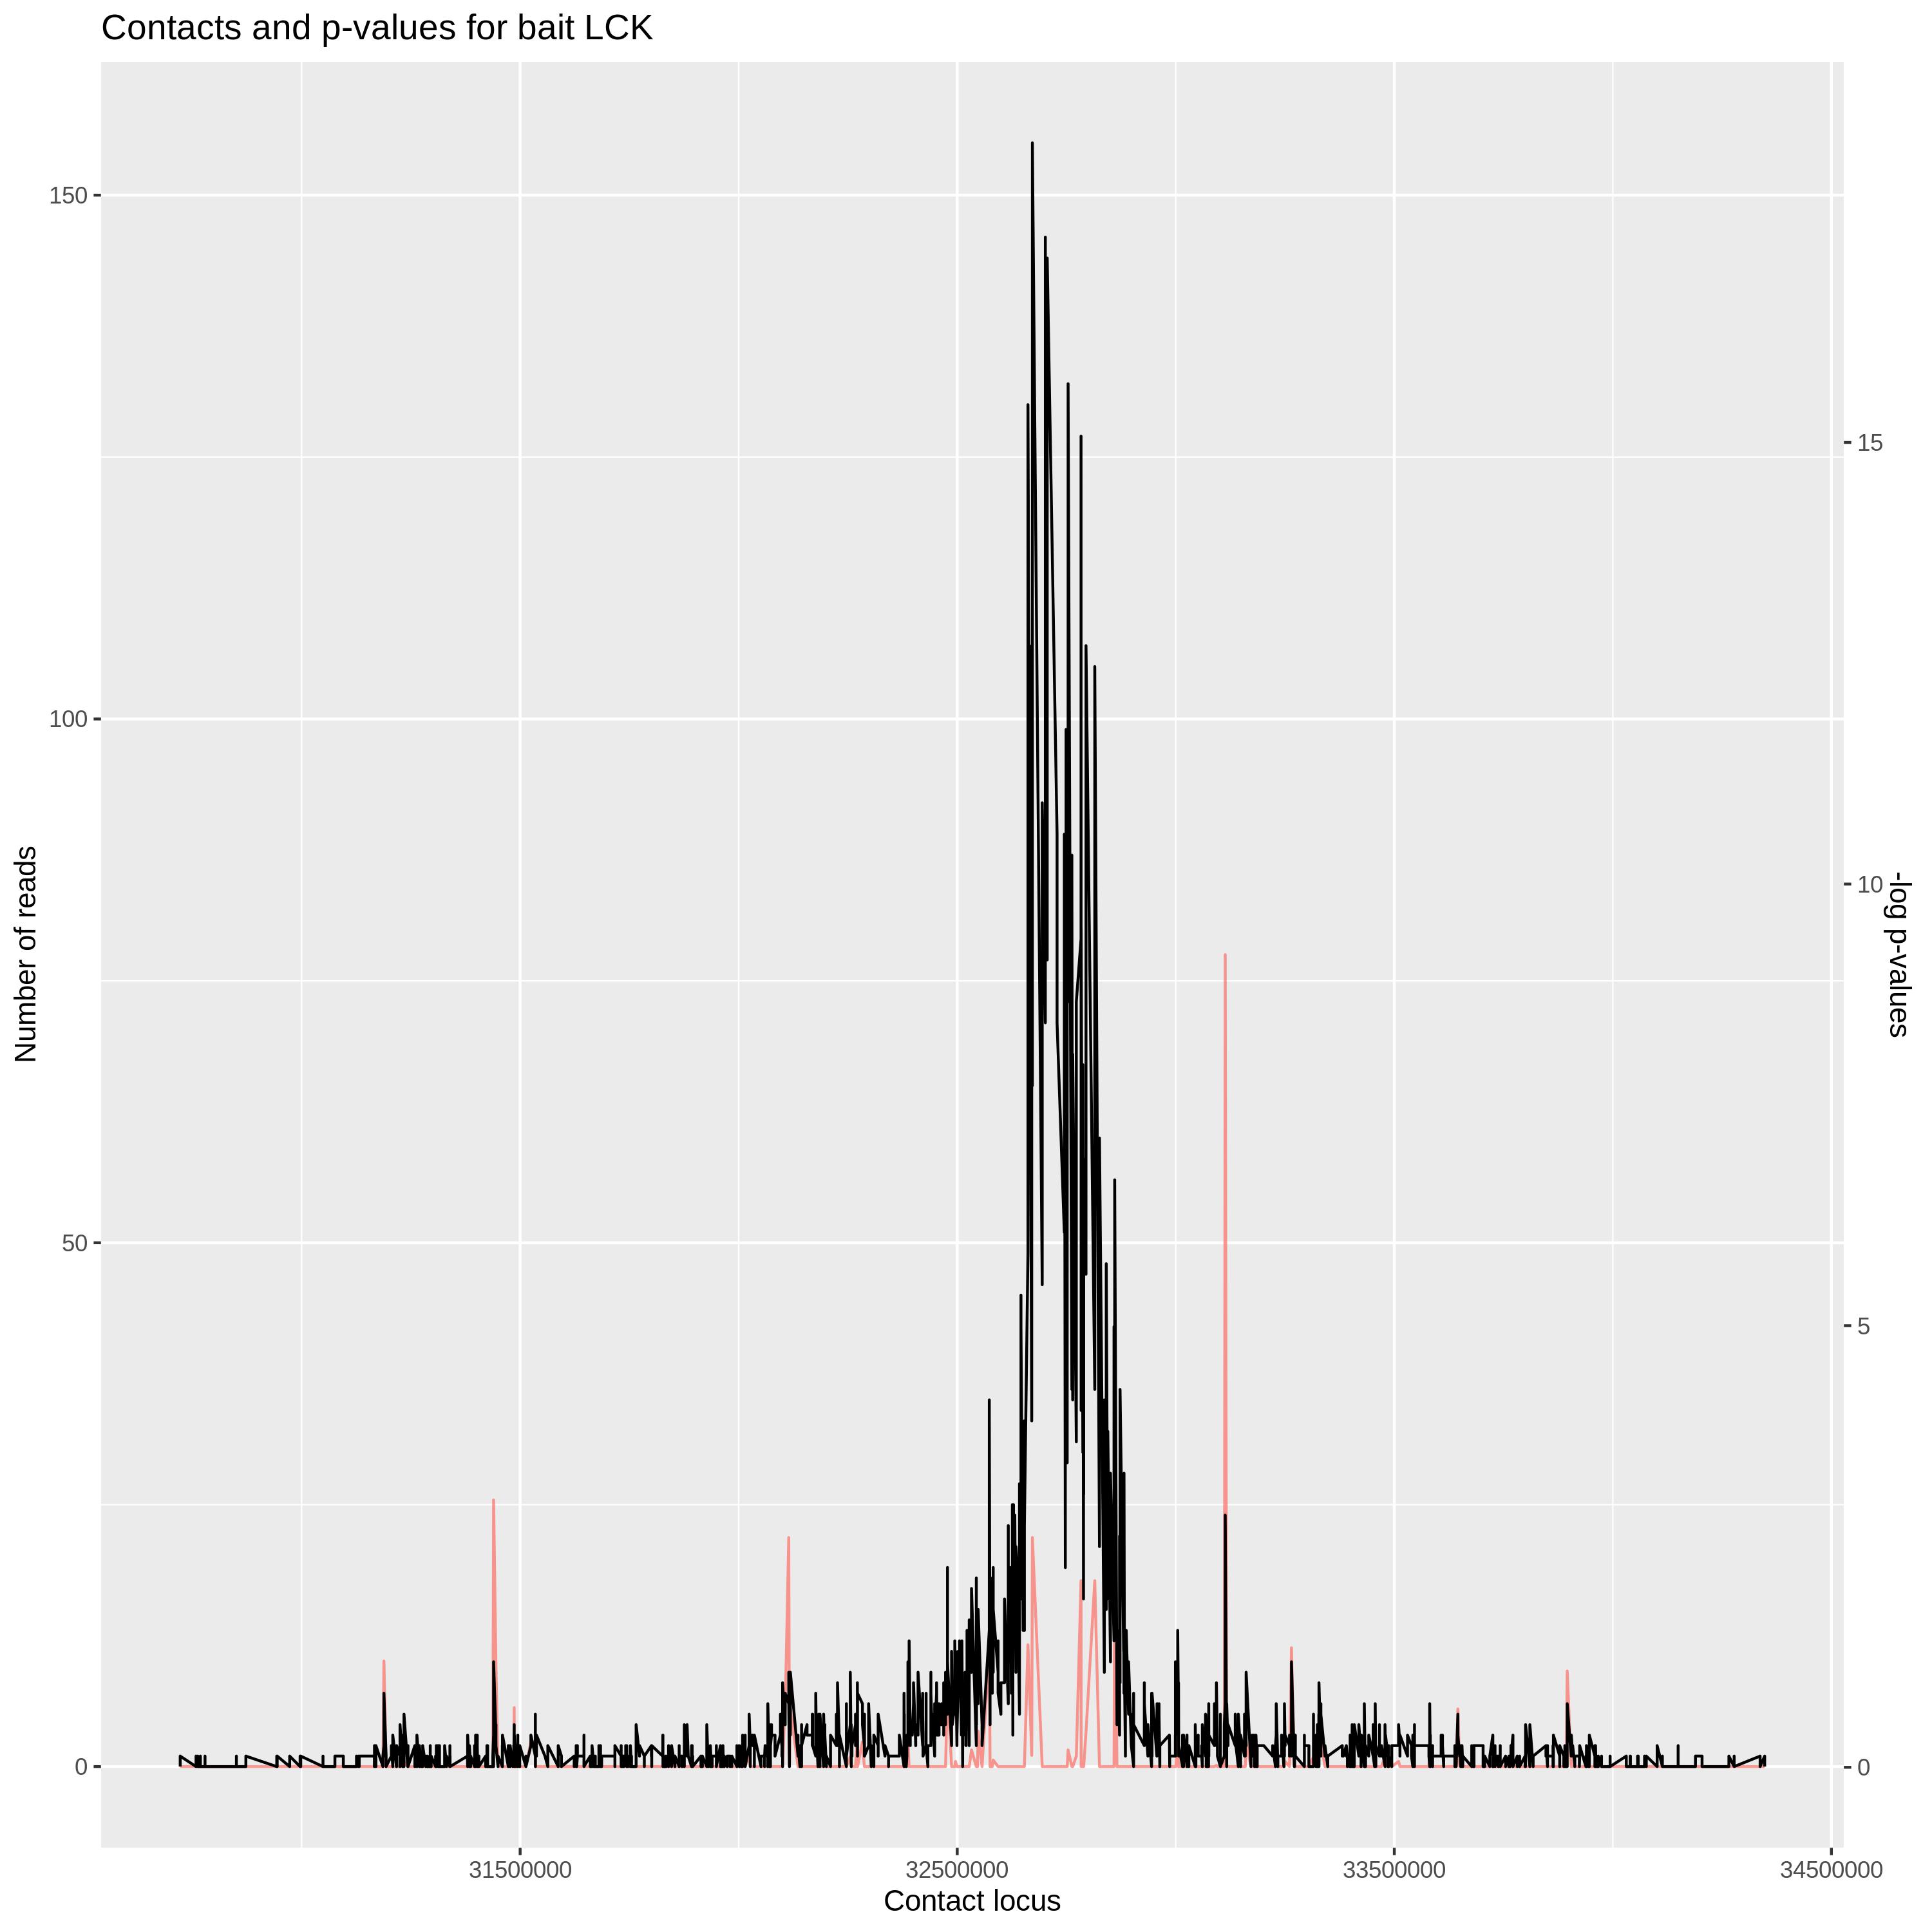 Contacts and p-values for bait LCK
150
100
50
0
Number of reads
15
10
5
0
-log p-values
31500000 32500000 33500000 34500000
Contact locus